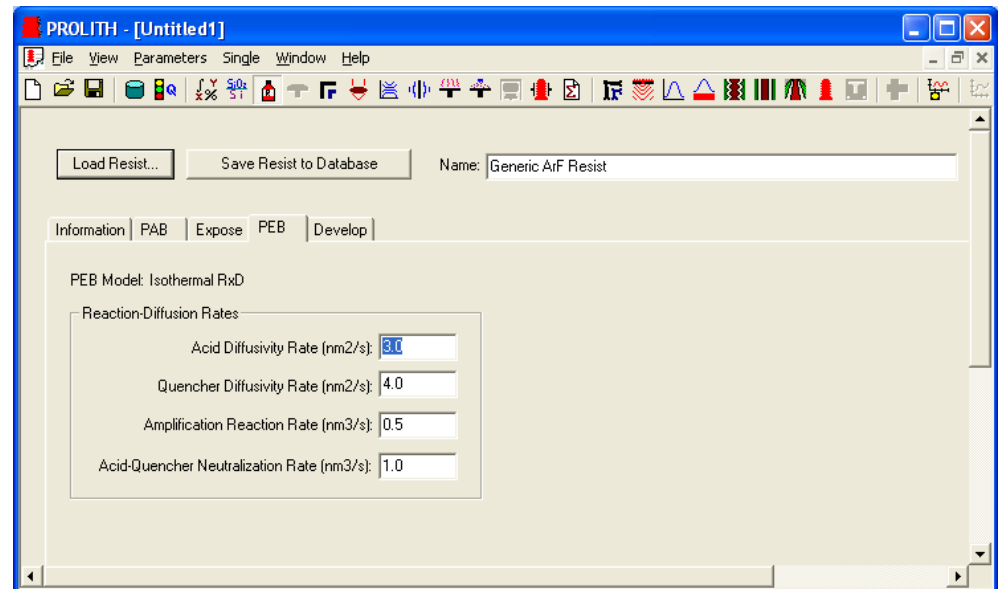 PROLITH - [Untitled1]
File View Parameters Single Window Help
Load Resist... Save Resist to Database Name: Generic ArF Resist
Information PAB Expose PEB Develop
PEB Model: Isothermal RxD
Reaction-Diffusion Rates
Acid Diffusivity Rate (nm2/s): 3.0
Quencher Diffusivity Rate (nm2/s): 4.0
Amplification Reaction Rate (nm3/s): 0.5
Acid-Quencher Neutralization Rate (nm3/s): 1.0